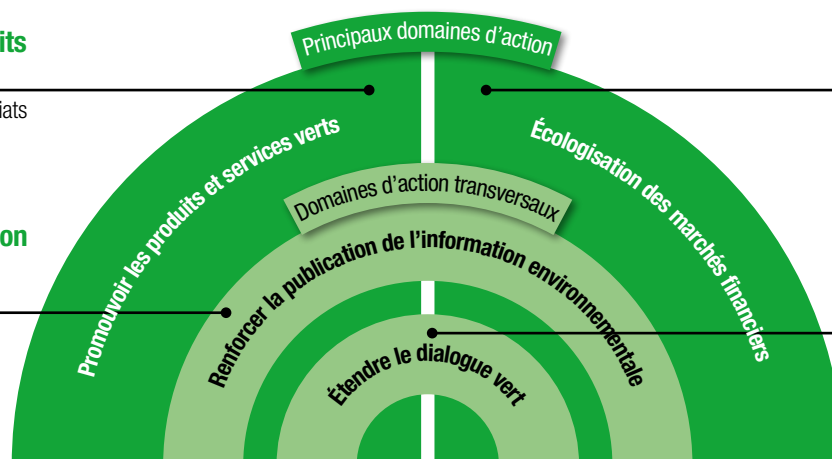 its
Principaux domaines d'action
iats
Promouvoir les produits et services verts
Écologisation des marchés financiers
Domaines d'action transversaux
on
Renforcer la publication de l'information environnementale
Étendre le dialogue vert